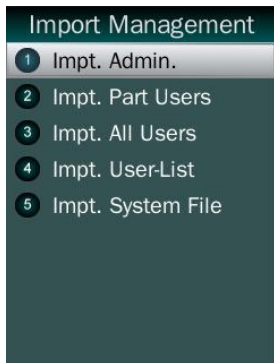 Import Management
1 Impt. Admin.
2 Impt. Part Users
3 Impt. All Users
4 Impt. User-List
5 Impt. System File